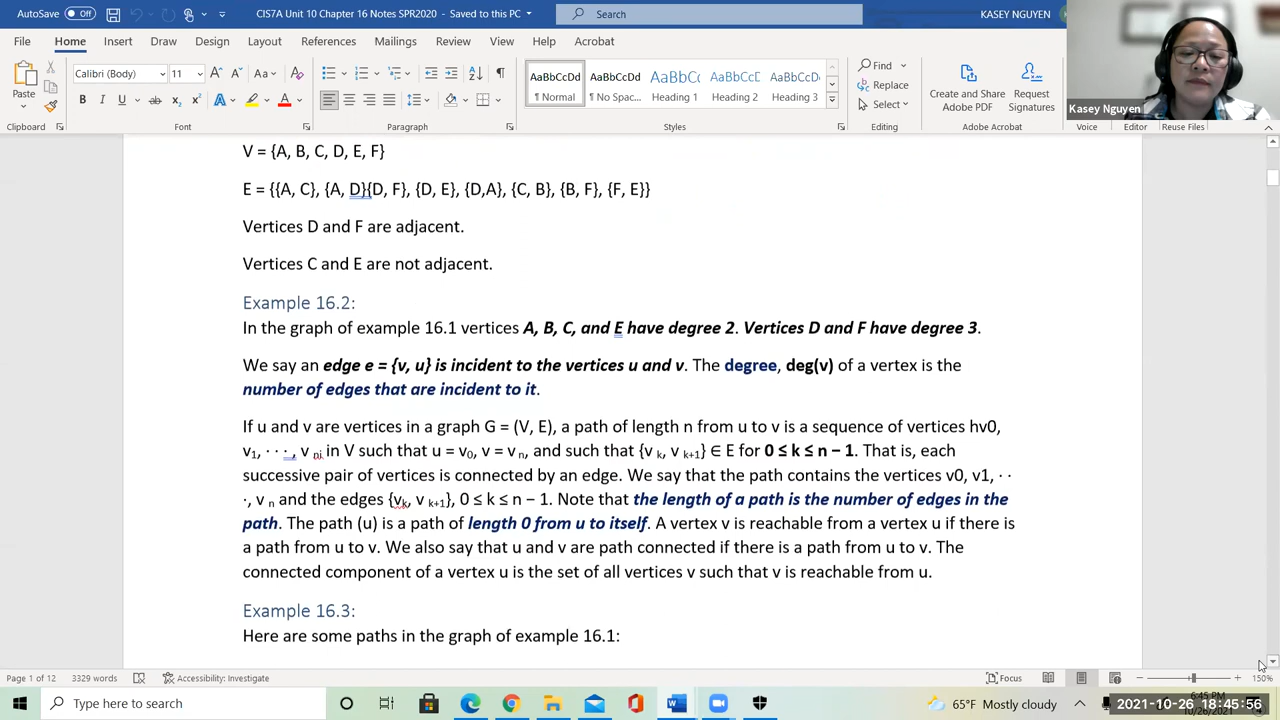 AutoSave Off CIS7A Unit 10 Notes SPR2020 - Saved to this PC Search KASEY NGUYEN
File Home Insert Draw Design Layout References Mailings Review View Help Acrobat
Paste Calibri (Body) 11 AaBbCcDd AaBbCcDd AaBbCc AaBbCcC AaBbCc Find Replace Select Create and Share Adobe PDF Request Signatures
¶ Normal ¶ No Spac... Heading 1 Heading 2 Heading 3
Clipboard Font Paragraph Styles Editing Adobe Acrobat Voice Editor Reuse Files
Kasey Nguyen
V = {A, B, C, D, E, F}
E = {{A, C}, {A, D}{D, F}, {D, E}, {D,A}, {C, B}, {B, F}, {F, E}}
Vertices D and F are adjacent.
Vertices C and E are not adjacent.
Example 16.2:
In the graph of example 16.1 vertices A, B, C, and E have degree 2. Vertices D and F have degree 3.
We say an edge e = {v, u} is incident to the vertices u and v. The degree, deg(v) of a vertex is the
number of edges that are incident to it.
If u and v are vertices in a graph G = (V, E), a path of length n from u to v is a sequence of vertices hv0,
v1, · · · , v ni in V such that u = v0, v = v n, and such that {v k, v k+1} ∈ E for 0 ≤ k ≤ n − 1. That is, each
successive pair of vertices is connected by an edge. We say that the path contains the vertices v0, v1, · ·
·, v n and the edges {vk, v k+1}, 0 ≤ k ≤ n − 1. Note that the length of a path is the number of edges in the
path. The path (u) is a path of length 0 from u to itself. A vertex v is reachable from a vertex u if there is
a path from u to v. We also say that u and v are path connected if there is a path from u to v. The
connected component of a vertex u is the set of all vertices v such that v is reachable from u.
Example 16.3:
Here are some paths in the graph of example 16.1:
Page 1 of 12 3329 words Accessibility: Investigate Focus 150%
Type here to search 65°F Mostly cloudy
2021-10-26 18:45:56